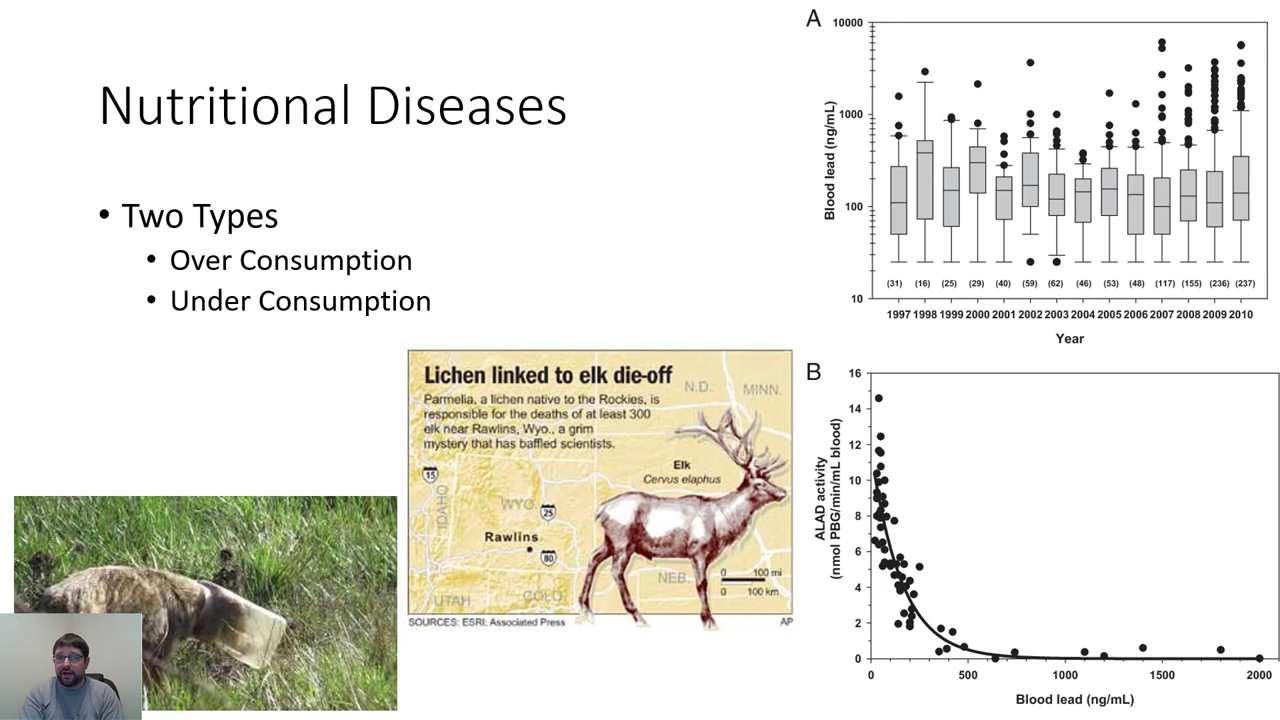 Nutritional Diseases
• Two Types
• Over Consumption
• Under Consumption
Lichen linked to elk die-off
Parmelia, a lichen native to the Rockies, is
responsible for the deaths of at least 300
elk near Rawlins, Wyo., a grim
mystery that has baffled scientists.
N.D.
MINN.
Elk
Cervus elaphus
15
IDAHO
WYO.
25
Rawlins
80
NEB.
UTAH
COLO.
0 100 mi
0 100 km
SOURCES: ESRI; Associated Press
AP
A
Blood lead (ng/mL)
10000
1000
100
10
(31) (16) (25) (29) (40) (59) (62) (46) (53) (48) (117) (155) (236) (237)
1997 1998 1999 2000 2001 2002 2003 2004 2005 2006 2007 2008 2009 2010
Year
B
ALAD activity
(nmol PBG/min/mL blood)
16
14
12
10
8
6
4
2
0
0 500 1000 1500 2000
Blood lead (ng/mL)